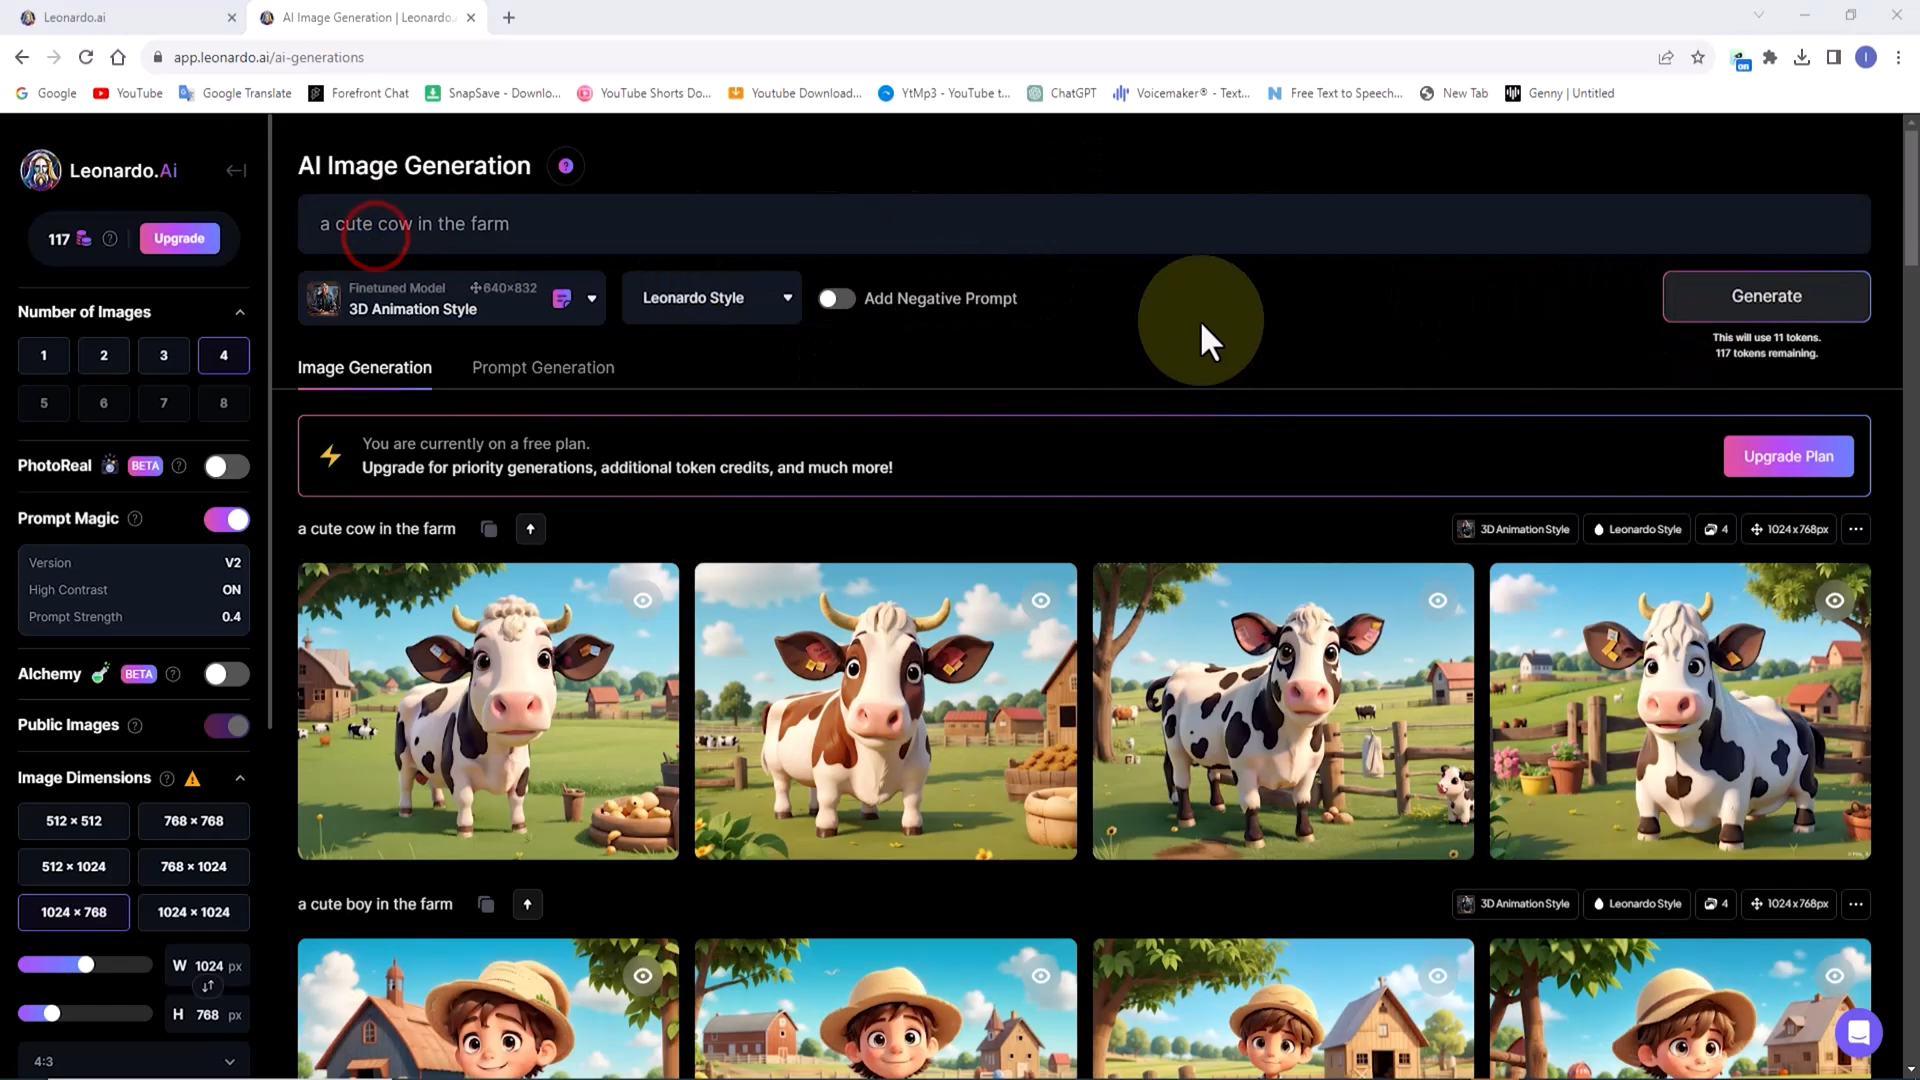 Leonardo.ai
AI Image Generation | Leonardo.
app.leonardo.ai/ai-generations
on
I
Google
YouTube
Google Translate
Forefront Chat
SnapSave - Downlo...
YouTube Shorts Do...
Youtube Download...
YtMp3 - YouTube t...
ChatGPT
Voicemaker® - Text...
Free Text to Speech...
New Tab
Genny | Untitled
Leonardo.Ai
117
Upgrade
Number of Images
1 2 3 4
5 6 7 8
PhotoReal BETA
Prompt Magic
Version V2
High Contrast ON
Prompt Strength 0.4
Alchemy BETA
Public Images
Image Dimensions
512 × 512 768 × 768
512 × 1024 768 × 1024
1024 × 768 1024 × 1024
W 1024 px
H 768 px
4:3
AI Image Generation ?
a cute cow in the farm
Finetuned Model 640×832
3D Animation Style
Leonardo Style
Add Negative Prompt
Generate
This will use 11 tokens.
117 tokens remaining.
Image Generation Prompt Generation
You are currently on a free plan.
Upgrade for priority generations, additional token credits, and much more!
Upgrade Plan
a cute cow in the farm
3D Animation Style Leonardo Style 4 1024x768px
a cute boy in the farm
3D Animation Style Leonardo Style 4 1024x768px